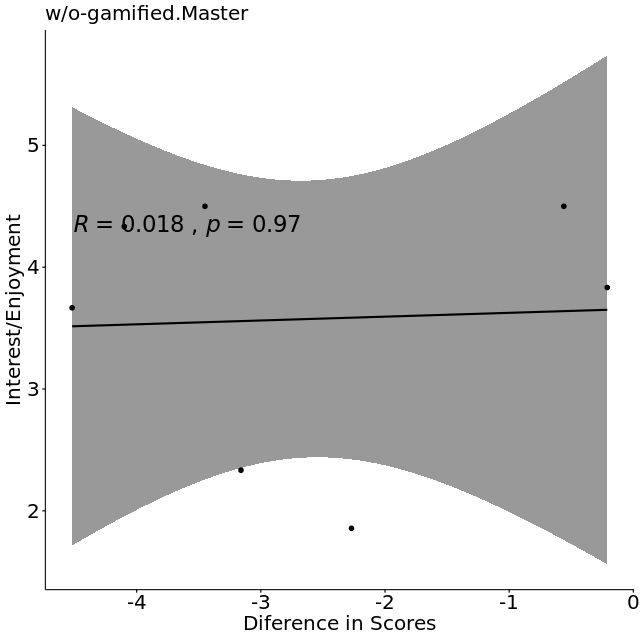 w/o-gamified.Master
5
R = 0.018 , p = 0.97
4
Interest/Enjoyment
3
2
-4 -3 -2 -1 0
Diference in Scores